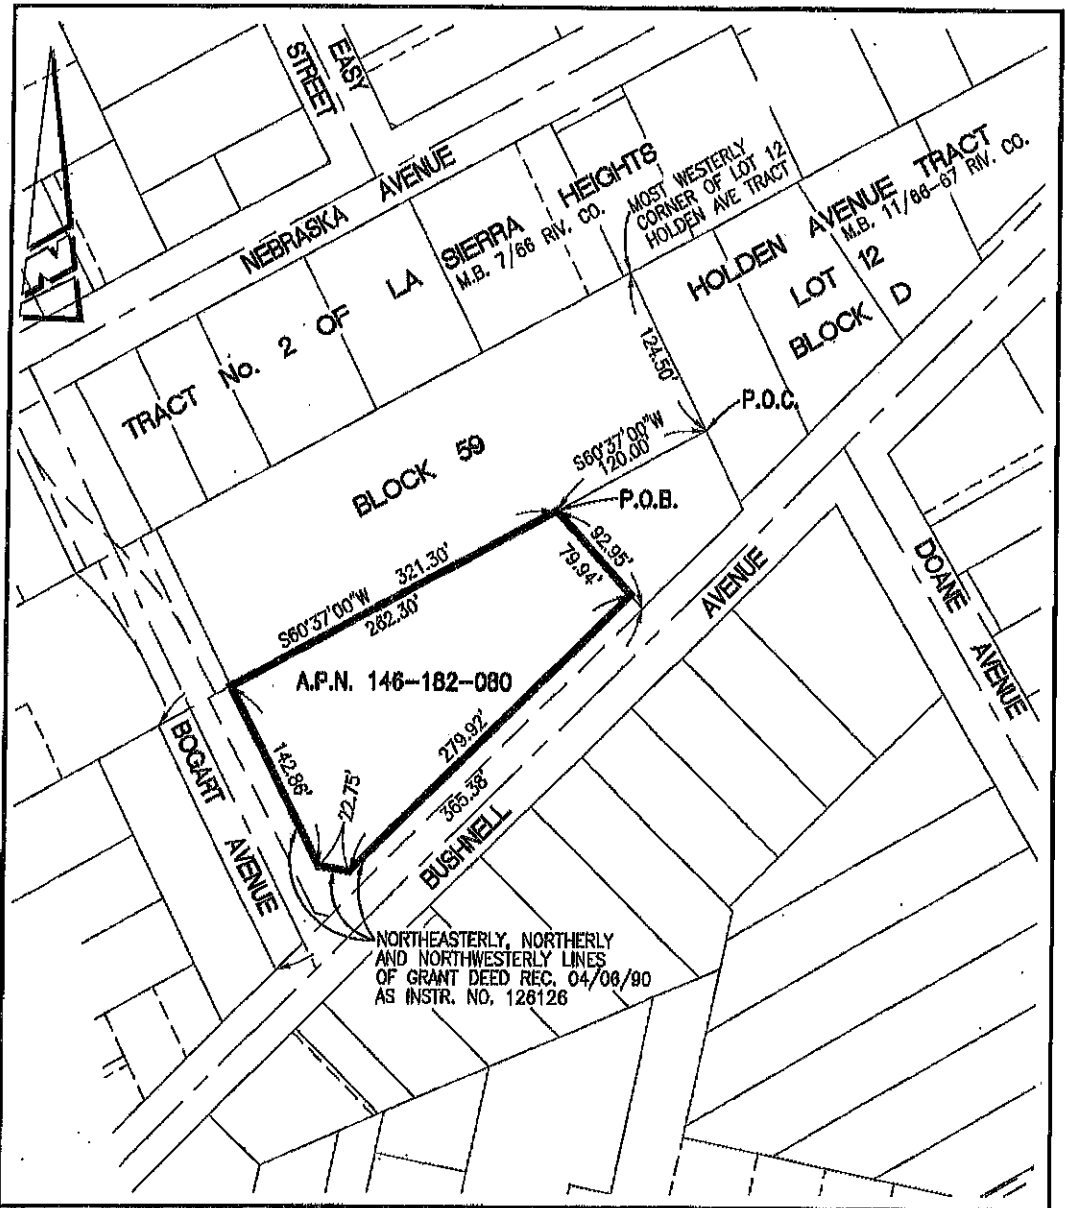 EASY
STREET
NEBRASKA AVENUE
TRACT No. 2 OF LA SIERRA HEIGHTS
M.B. 7/66 RIV. CO.
MOST WESTERLY
CORNER OF LOT 12
HOLDEN AVE TRACT
HOLDEN AVENUE TRACT
M.B. 11/66-67 RIV. CO.
LOT 12
BLOCK D
124.50'
P.O.C.
S60°37'00"W
120.00'
BLOCK 59
P.O.B.
92.95'
79.94'
321.30'
S60°37'00"W
262.30'
A.P.N. 146-182-080
DOANE AVENUE
BOGART AVENUE
142.86'
22.75'
279.92'
365.38'
BUSHNELL AVENUE
NORTHEASTERLY, NORTHERLY
AND NORTHWESTERLY LINES
OF GRANT DEED REC. 04/06/90
AS INSTR. NO. 126126